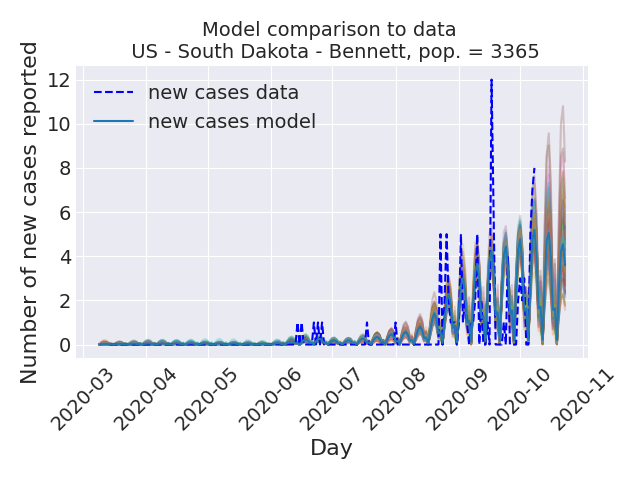 Model comparison to data
US - South Dakota - Bennett, pop. = 3365
Number of new cases reported
12
10
8
6
4
2
0
new cases data
new cases model
2020-03
2020-04
2020-05
2020-06
2020-07
2020-08
2020-09
2020-10
2020-11
Day